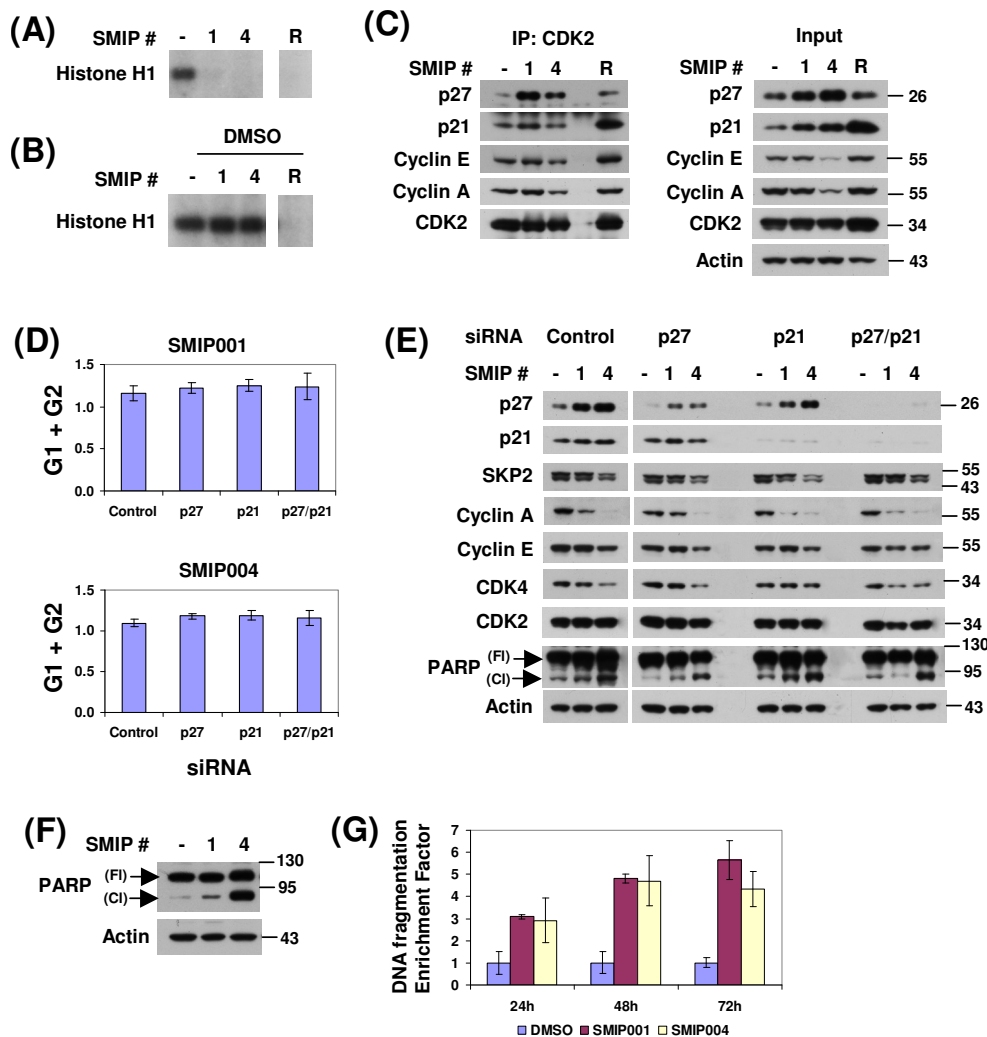 (A)
SMIP # - 1 4 R
Histone H1
(B)
DMSO
SMIP # - 1 4 R
Histone H1
(C)
IP: CDK2
SMIP # - 1 4 R
p27
p21
Cyclin E
Cyclin A
CDK2
Input
SMIP # - 1 4 R
p27 26
p21
Cyclin E 55
Cyclin A 55
CDK2 34
Actin 43
(D)
SMIP001
G1 + G2
1.5
1.0
0.5
0.0
Control p27 p21 p27/p21
SMIP004
G1 + G2
1.5
1.0
0.5
0.0
Control p27 p21 p27/p21
siRNA
(E)
siRNA Control p27 p21 p27/p21
SMIP # - 1 4 - 1 4 - 1 4 - 1 4
p27 26
p21
SKP2 55
43
Cyclin A 55
Cyclin E 55
CDK4 34
CDK2 34
130
PARP (Fl)
(Cl) 95
Actin 43
(F)
SMIP # - 1 4
130
PARP (Fl)
(Cl) 95
Actin 43
(G)
DNA fragmentation
Enrichment Factor
7
6
5
4
3
2
1
0
24h 48h 72h
DMSO SMIP001 SMIP004